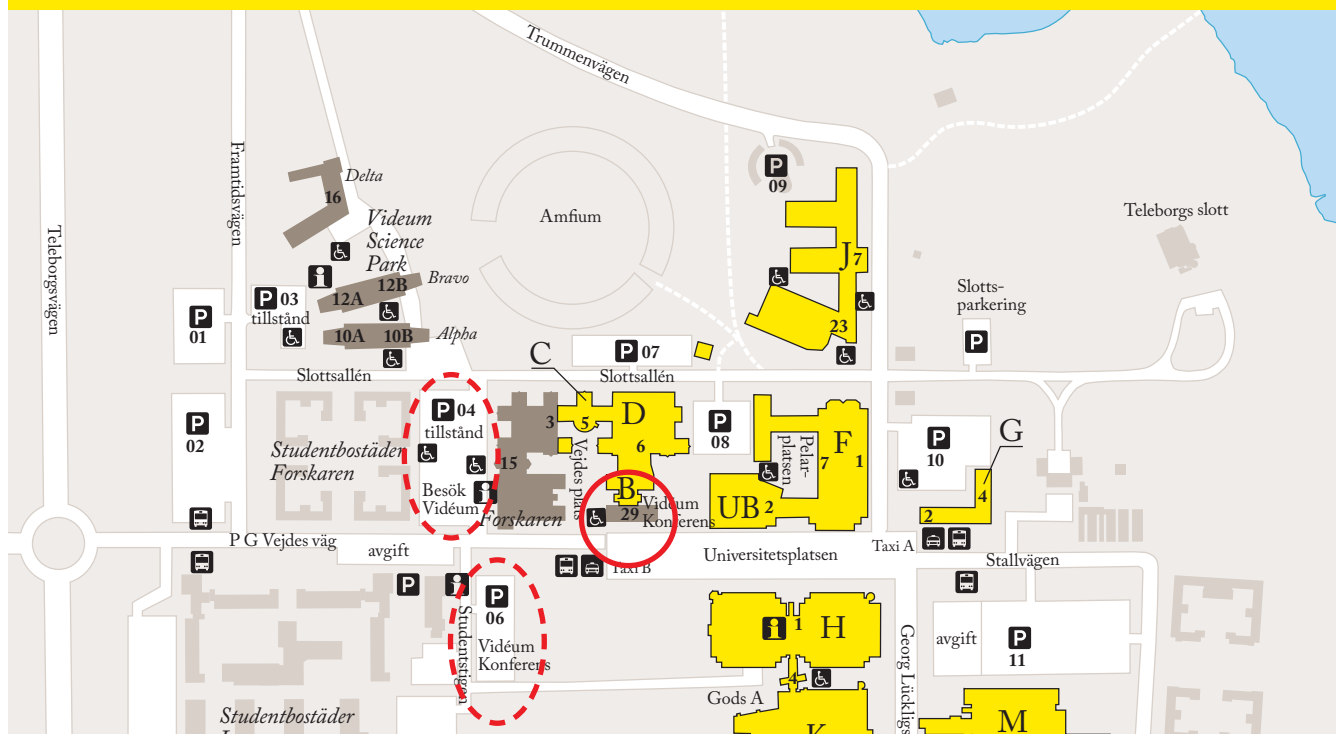 Trummenvägen
Framtidsvägen
Teleborgsvägen
Delta
16
Videum
Science
Park
Amfium
P
09
Teleborgs slott
J 7
Bravo
12B
12A
P 03
tillstånd
P
01
10A
10B
Alpha
Slotts-
parkering
P
23
Slottsallén
C
P 07
Slottsallén
P
02
Studentbostäder
Forskaren
P 04
tillstånd
Besök
Vidéum
3
5
D
6
15
Forskaren
Vejdes plats
B
29
Vidéum
Konferens
P
08
Pelar-
platsen
7
F
1
UB 2
P
10
G
4
2
P G Vejdes väg
avgift
Taxi B
Universitetsplatsen
Taxi A
Stallvägen
P
P
06
Vidéum
Konferens
Studentstigen
1
H
4
Gods A
Georg Lückligs
avgift
P
11
Studentbostäder
K
M